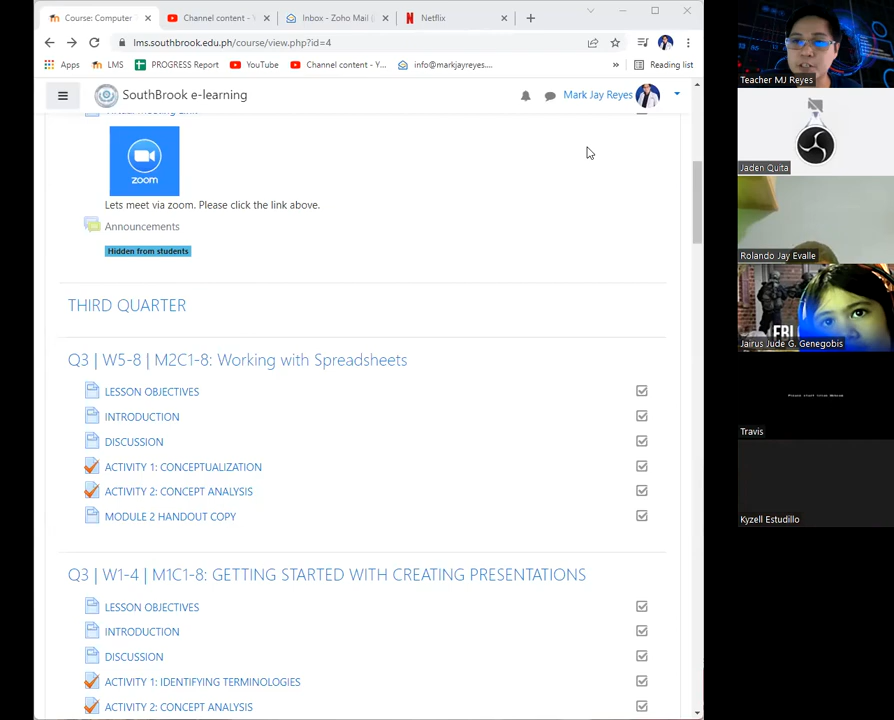 Course: Computer
Channel content - Y
Inbox - Zoho Mail (
Netflix
lms.southbrook.edu.ph/course/view.php?id=4
Apps
LMS
PROGRESS Report
YouTube
Channel content - Y...
info@markjayreyes....
»
Reading list
SouthBrook e-learning
Mark Jay Reyes
zoom
Lets meet via zoom. Please click the link above.
Announcements
Hidden from students
THIRD QUARTER
Q3 | W5-8 | M2C1-8: Working with Spreadsheets
LESSON OBJECTIVES
INTRODUCTION
DISCUSSION
ACTIVITY 1: CONCEPTUALIZATION
ACTIVITY 2: CONCEPT ANALYSIS
MODULE 2 HANDOUT COPY
Q3 | W1-4 | M1C1-8: GETTING STARTED WITH CREATING PRESENTATIONS
LESSON OBJECTIVES
INTRODUCTION
DISCUSSION
ACTIVITY 1: IDENTIFYING TERMINOLOGIES
ACTIVITY 2: CONCEPT ANALYSIS
Teacher MJ Reyes
Jaden Quita
Rolando Jay Evalle
Jairus Jude G. Genegobis
Travis
Kyzell Estudillo